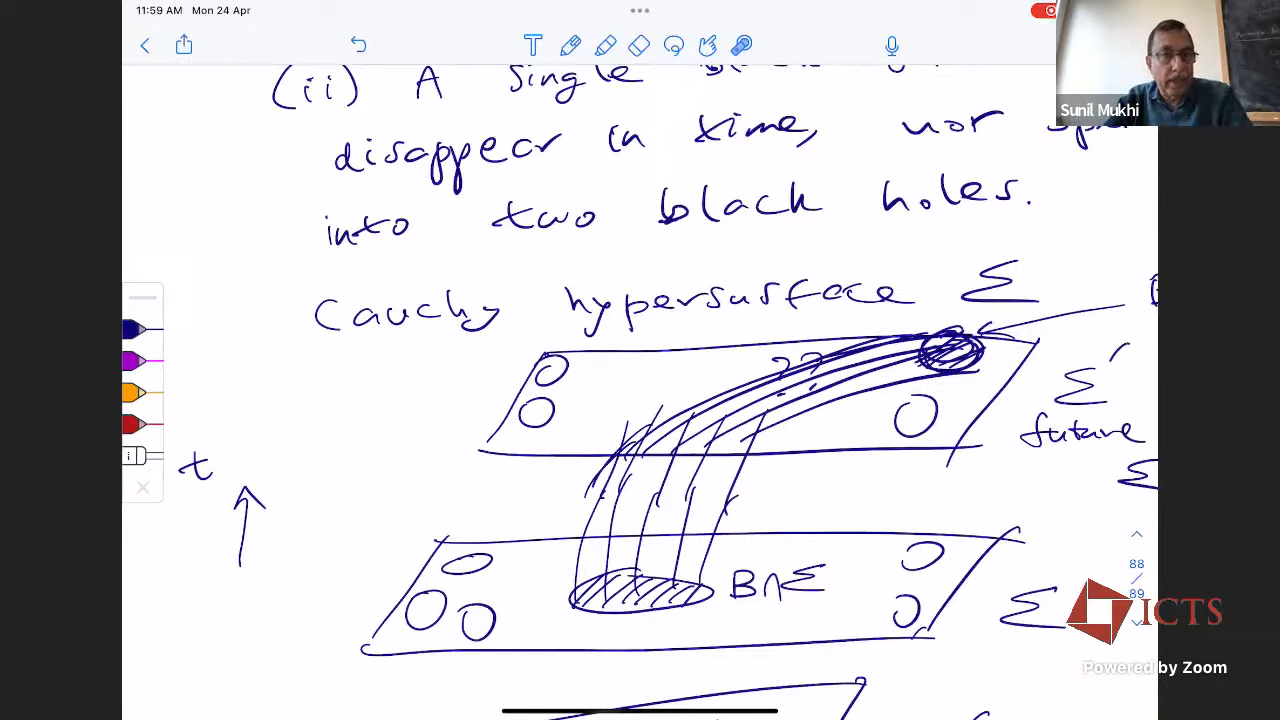 11:59 AM Mon 24 Apr
Sunil Mukhi
(ii) A single
disappear in time, nor
into two black holes.
Cauchy hypersurface Σ
??
Σ'
future
Σ
t
B∩Σ
Σ
88
/
89
ICTS
Powered by Zoom